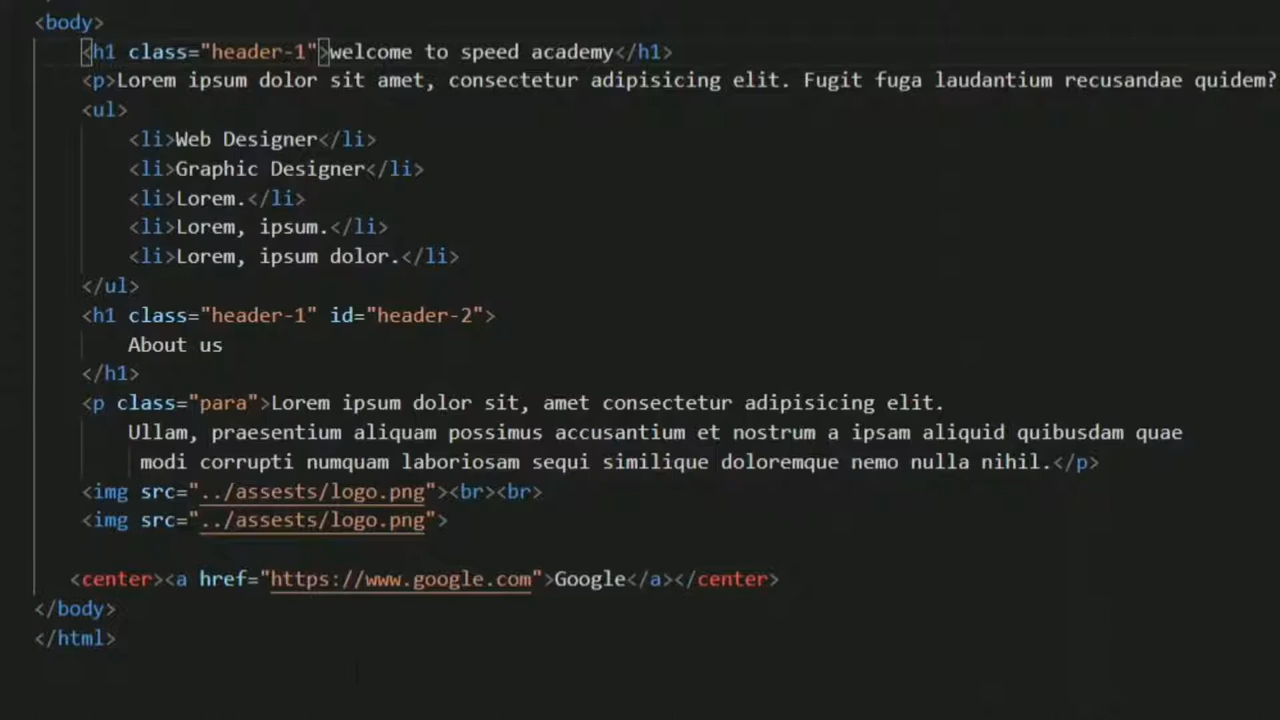 <body>
<h1 class="header-1">welcome to speed academy</h1>
<p>Lorem ipsum dolor sit amet, consectetur adipisicing elit. Fugit fuga laudantium recusandae quidem?
<ul>
<li>Web Designer</li>
<li>Graphic Designer</li>
<li>Lorem.</li>
<li>Lorem, ipsum.</li>
<li>Lorem, ipsum dolor.</li>
</ul>
<h1 class="header-1" id="header-2">
About us
</h1>
<p class="para">Lorem ipsum dolor sit, amet consectetur adipisicing elit.
Ullam, praesentium aliquam possimus accusantium et nostrum a ipsam aliquid quibusdam quae
modi corrupti numquam laboriosam sequi similique doloremque nemo nulla nihil.</p>
<img src="../assests/logo.png"><br><br>
<img src="../assests/logo.png">
<center><a href="https://www.google.com">Google</a></center>
</body>
</html>